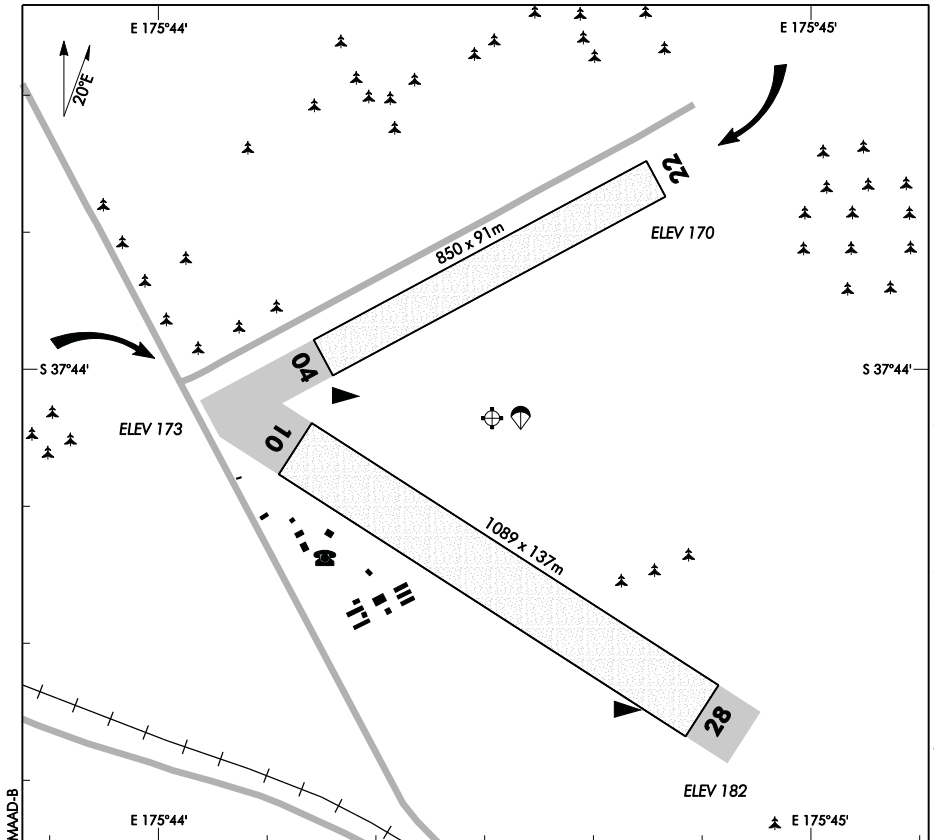 E 175°44'
E 175°45'
20°E
22
850 x 91m
ELEV 170
04
S 37°44'
S 37°44'
ELEV 173
10
1089 x 137m
28
ELEV 182
MAAD-B
E 175°44'
E 175°45'